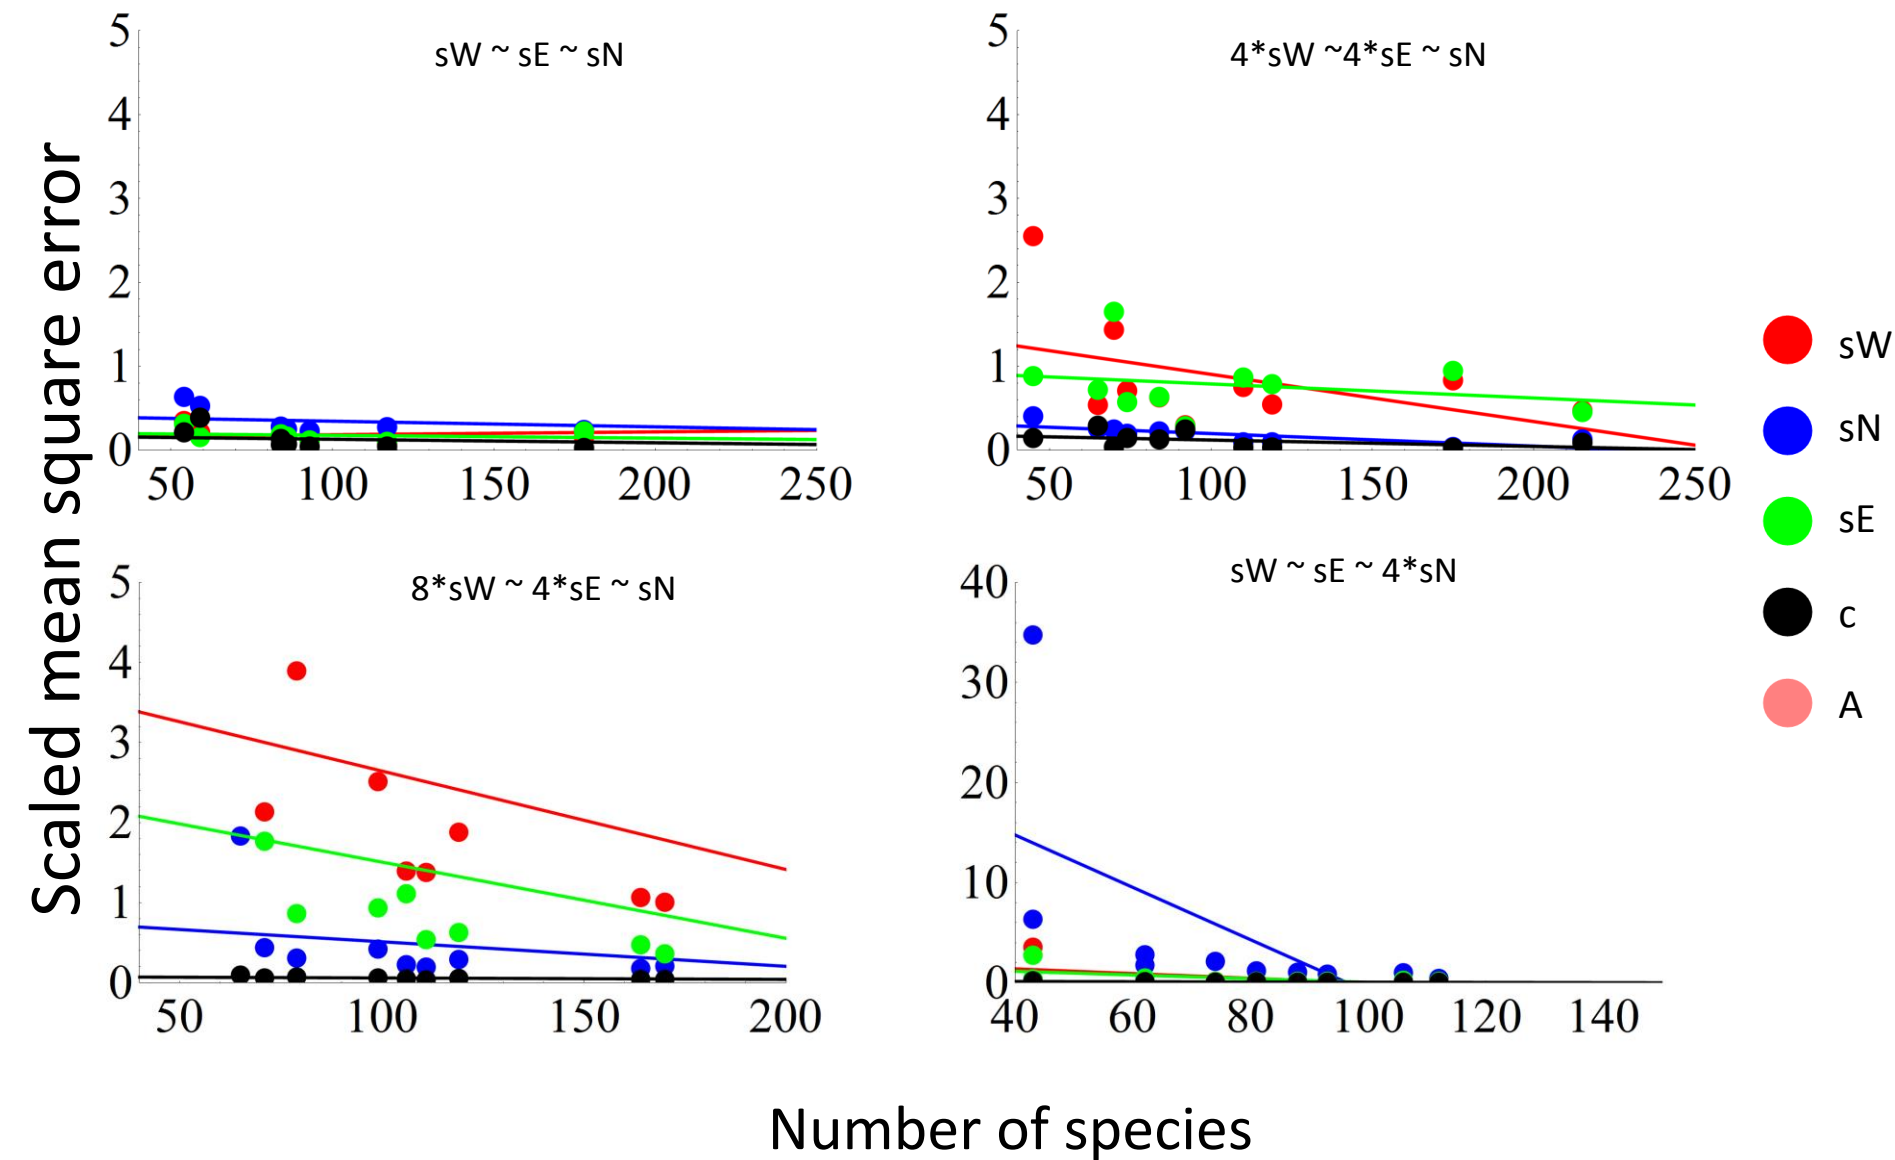 Scaled mean square error
sW ~ sE ~ sN
5
4
3
2
1
0
50 100 150 200 250
4*sW ~4*sE ~ sN
5
4
3
2
1
0
50 100 150 200 250
8*sW ~ 4*sE ~ sN
5
4
3
2
1
0
50 100 150 200
sW ~ sE ~ 4*sN
40
30
20
10
0
40 60 80 100 120 140
sW
sN
sE
c
A
Number of species